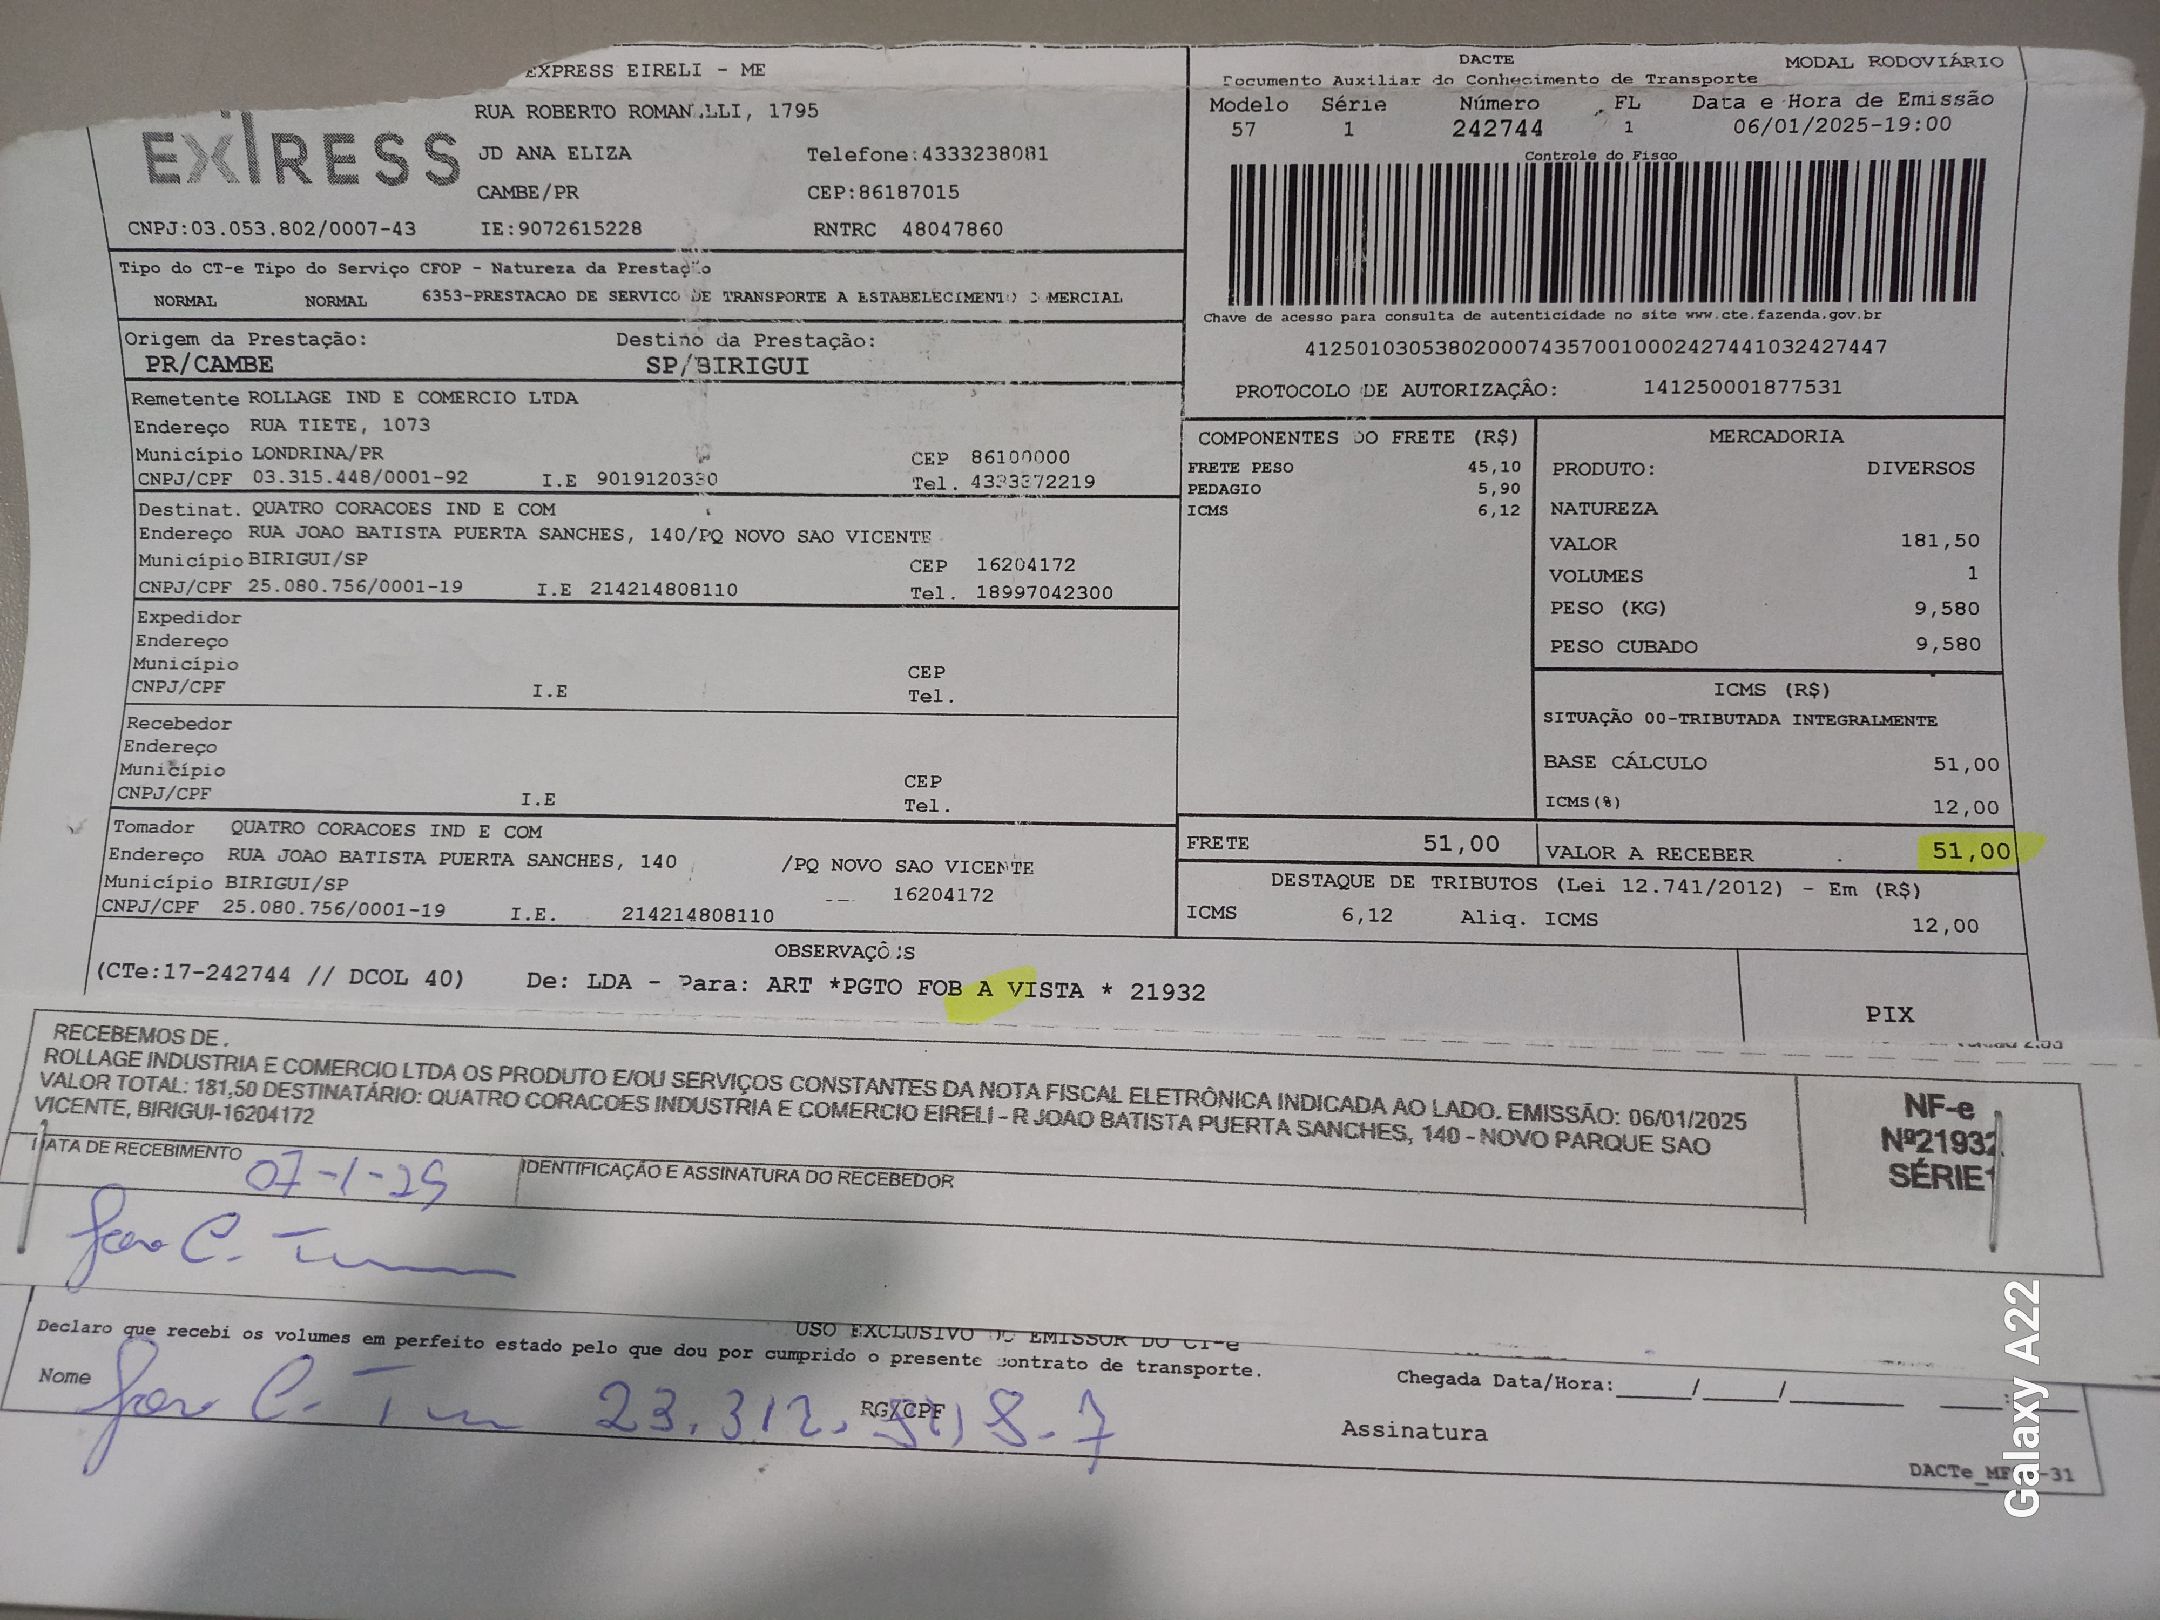 EXPRESS EIRELI - ME
RUA ROBERTO ROMANELLI, 1795
JD ANA ELIZA Telefone:4333238081
CAMBE/PR CEP:86187015
CNPJ:03.053.802/0007-43 IE:9072615228 RNTRC 48047860
DACTE MODAL RODOVIÁRIO
Documento Auxiliar do Conhecimento de Transporte
Modelo Série Número FL Data e Hora de Emissão
57 1 242744 1 06/01/2025-19:00
Controle do Fisco
Chave de acesso para consulta de autenticidade no site www.cte.fazenda.gov.br
41250103053802000743570010002427441032427447
PROTOCOLO DE AUTORIZAÇÂO: 141250001877531
Tipo do CT-e Tipo do Serviço CFOP - Natureza da Prestação
NORMAL NORMAL 6353-PRESTACAO DE SERVICO DE TRANSPORTE A ESTABELECIMENTO COMERCIAL
Origem da Prestação: Destino da Prestação:
PR/CAMBE SP/BIRIGUI
Remetente ROLLAGE IND E COMERCIO LTDA
Endereço RUA TIETE, 1073
Município LONDRINA/PR CEP 86100000
CNPJ/CPF 03.315.448/0001-92 I.E 9019120330 Tel. 4333372219
Destinat. QUATRO CORACOES IND E COM
Endereço RUA JOAO BATISTA PUERTA SANCHES, 140/PQ NOVO SAO VICENTE
Município BIRIGUI/SP CEP 16204172
CNPJ/CPF 25.080.756/0001-19 I.E 214214808110 Tel. 18997042300
Expedidor
Endereço
Município CEP
CNPJ/CPF I.E Tel.
Recebedor
Endereço
Município CEP
CNPJ/CPF I.E Tel.
Tomador QUATRO CORACOES IND E COM
Endereço RUA JOAO BATISTA PUERTA SANCHES, 140 /PQ NOVO SAO VICENTE
Município BIRIGUI/SP 16204172
CNPJ/CPF 25.080.756/0001-19 I.E. 214214808110
COMPONENTES DO FRETE (R$)
FRETE PESO 45,10
PEDAGIO 5,90
ICMS 6,12
MERCADORIA
PRODUTO: DIVERSOS
NATUREZA
VALOR 181,50
VOLUMES 1
PESO (KG) 9,580
PESO CUBADO 9,580
ICMS (R$)
SITUAÇÃO 00-TRIBUTADA INTEGRALMENTE
BASE CÁLCULO 51,00
ICMS(%) 12,00
FRETE 51,00 VALOR A RECEBER 51,00
DESTAQUE DE TRIBUTOS (Lei 12.741/2012) - Em (R$)
ICMS 6,12 Aliq. ICMS 12,00
OBSERVAÇÕES
(CTe:17-242744 // DCOL 40) De: LDA - Para: ART *PGTO FOB A VISTA * 21932
PIX
RECEBEMOS DE .
ROLLAGE INDUSTRIA E COMERCIO LTDA OS PRODUTO E/OU SERVIÇOS CONSTANTES DA NOTA FISCAL ELETRÔNICA INDICADA AO LADO. EMISSÃO: 06/01/2025
VALOR TOTAL: 181,50 DESTINATÁRIO: QUATRO CORACOES INDUSTRIA E COMERCIO EIRELI - R JOAO BATISTA PUERTA SANCHES, 140 - NOVO PARQUE SAO
VICENTE, BIRIGUI-16204172
NF-e
Nº21932
SÉRIE1
DATA DE RECEBIMENTO 07-1-25
IDENTIFICAÇÃO E ASSINATURA DO RECEBEDOR
USO EXCLUSIVO DO EMISSOR DO CT-e
Declaro que recebi os volumes em perfeito estado pelo que dou por cumprido o presente contrato de transporte.
Nome RG/CPF
Chegada Data/Hora:_____/_____/
Assinatura
Galaxy A22